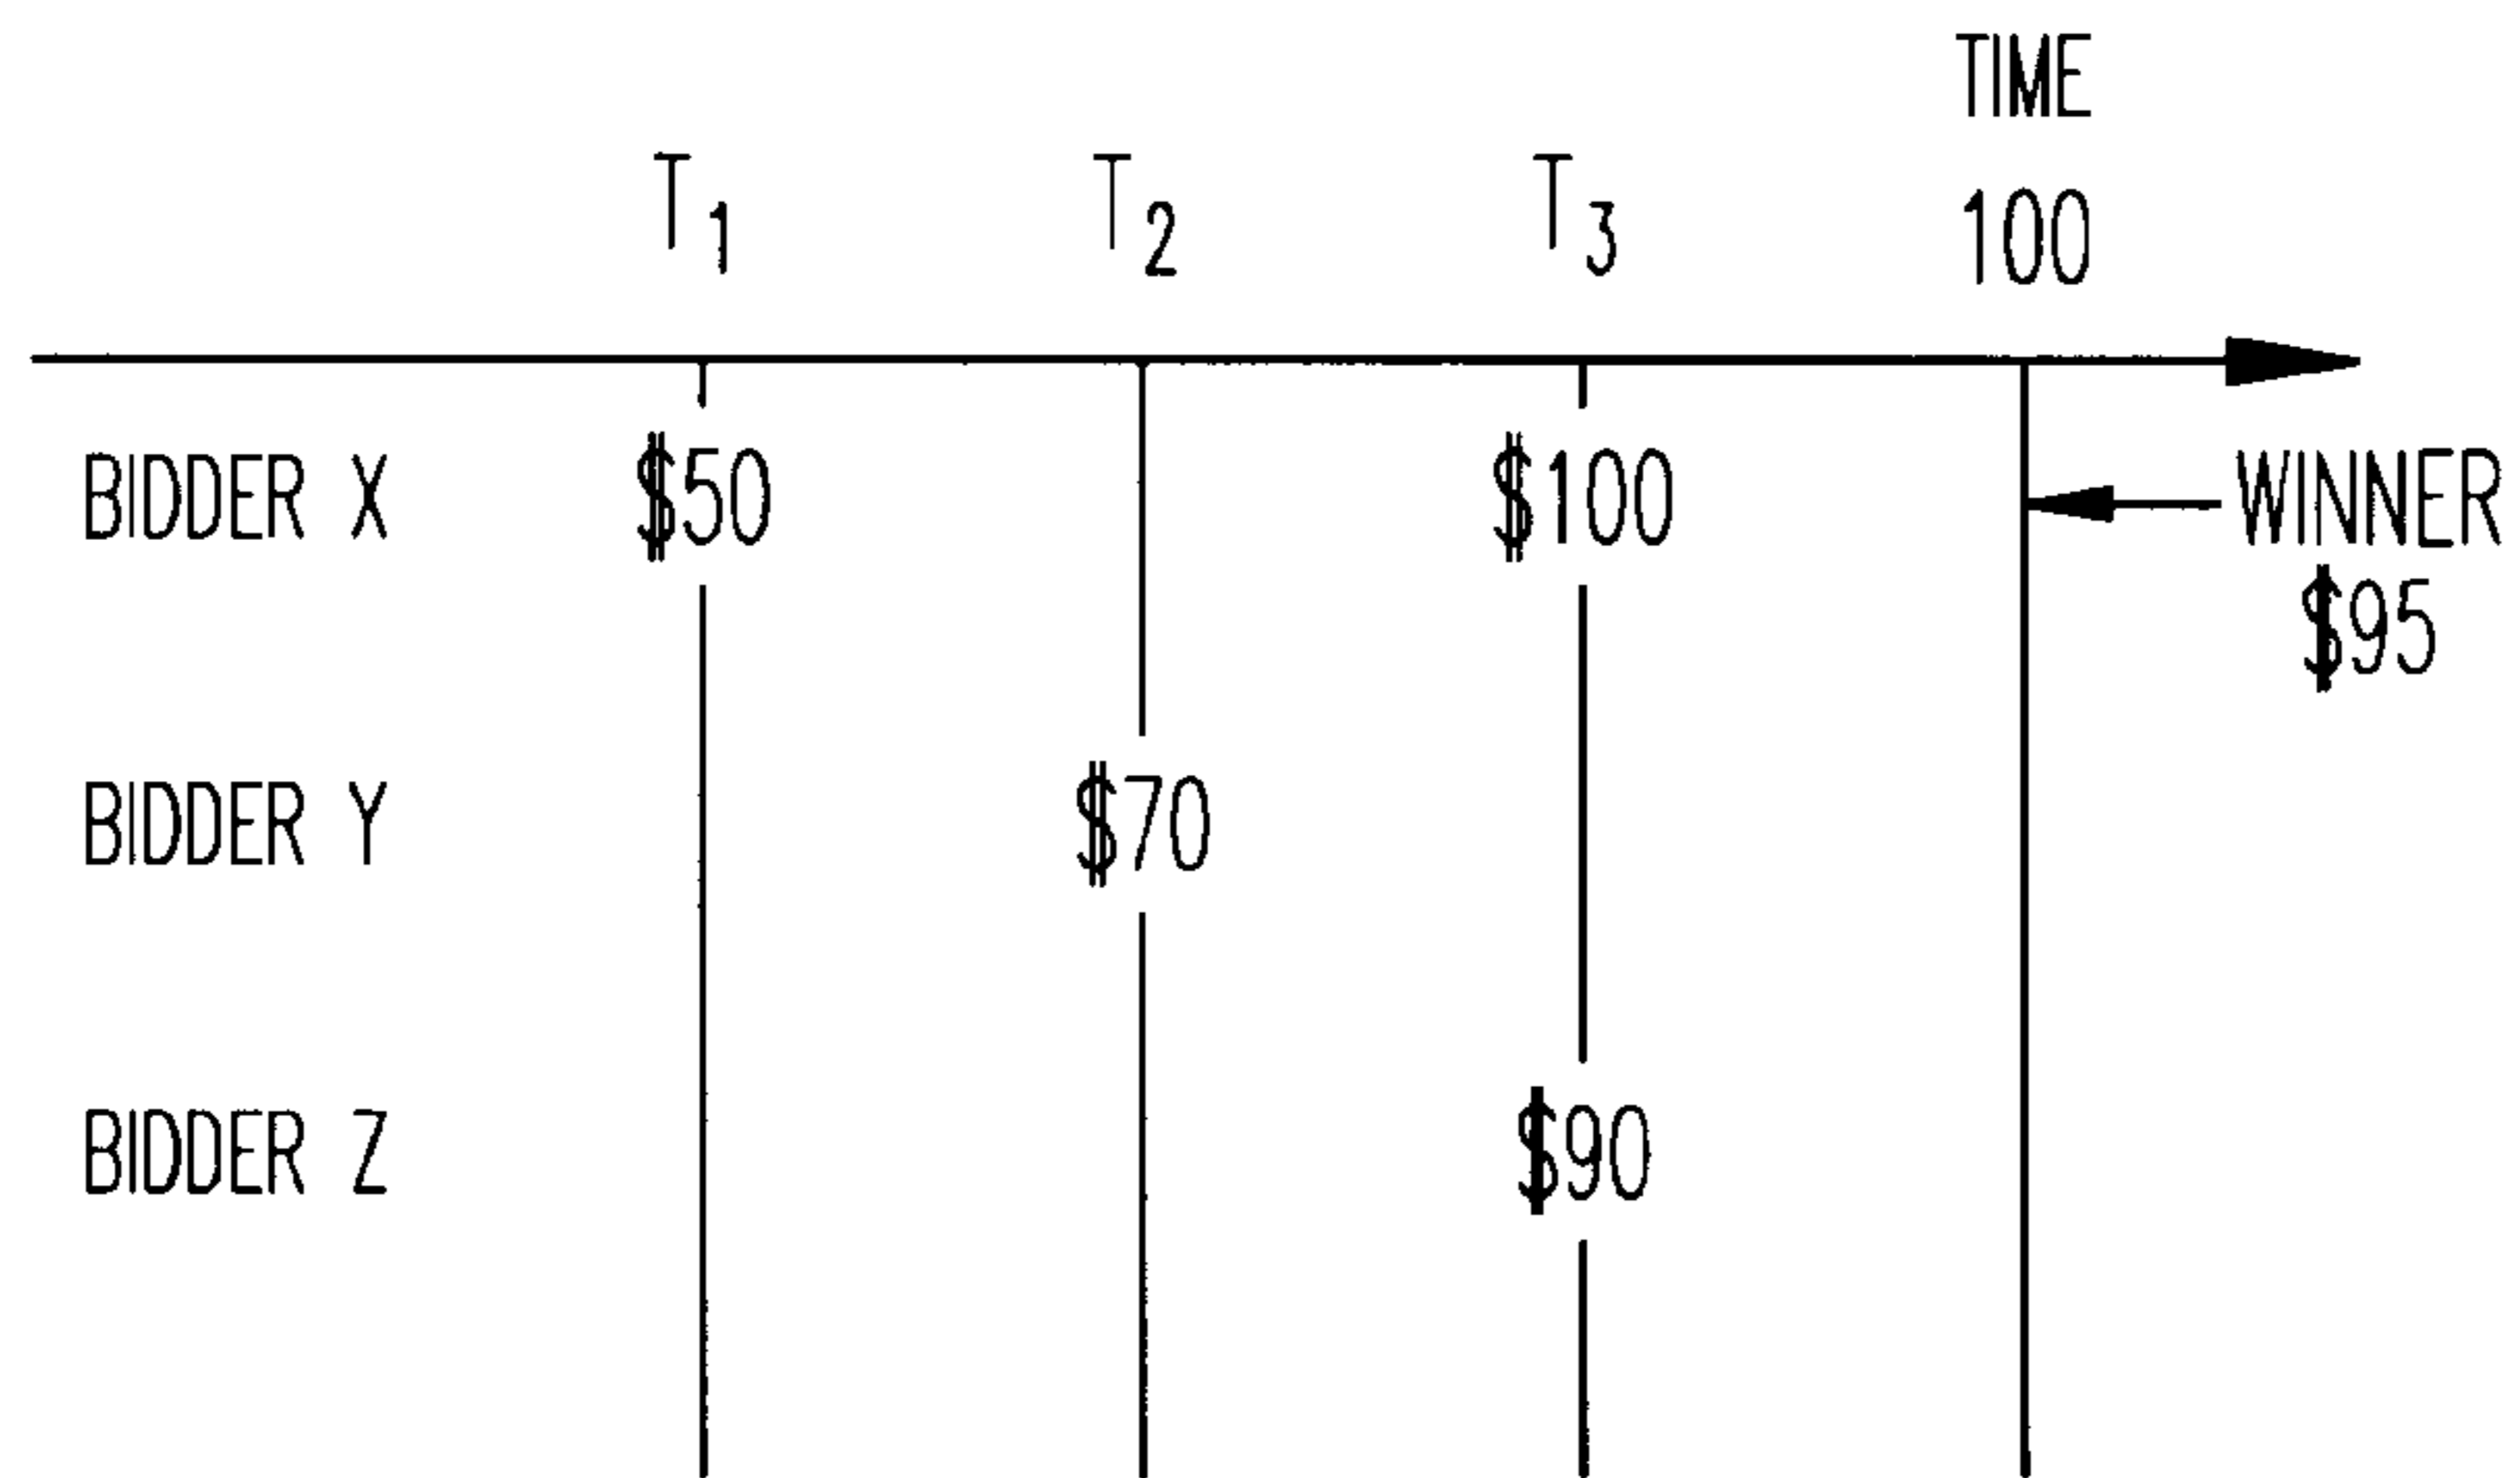 TIME
T1 T2 T3 100
BIDDER X $50 $100 WINNER
$95
BIDDER Y $70
BIDDER Z $90